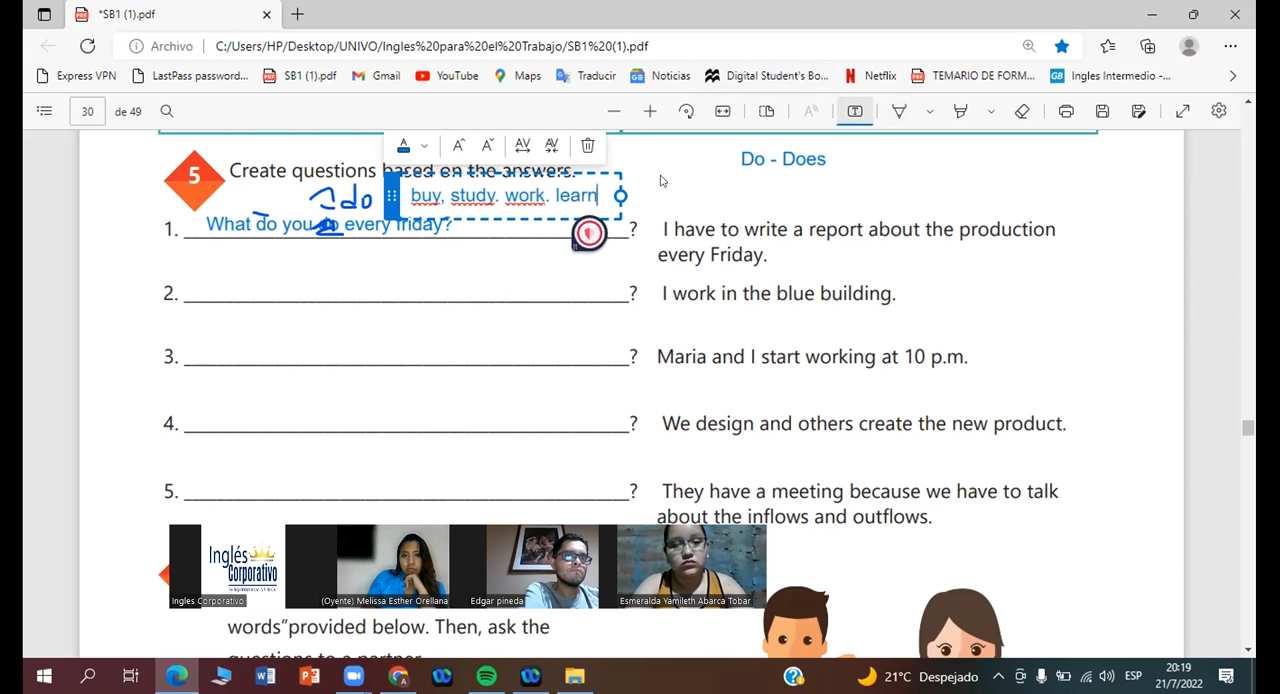 *SB1 (1).pdf
Archivo C:/Users/HP/Desktop/UNIVO/Ingles%20para%20el%20Trabajo/SB1%20(1).pdf
Express VPN LastPass password... SB1 (1).pdf Gmail YouTube Maps Traducir Noticias Digital Student's Bo... Netflix TEMARIO DE FORM... Ingles Intermedio -...
30 de 49
5 Create questions based on the answers. Do - Does
do buy, study. work. learn
What do you do every friday?
1. ? I have to write a report about the production
every Friday.
2. ? I work in the blue building.
3. ? Maria and I start working at 10 p.m.
4. ? We design and others create the new product.
5. ? They have a meeting because we have to talk
about the inflows and outflows.
Inglés
Corporativo
Ingles Corporativo (Oyente) Melissa Esther Orellana Edgar pineda Esmeralda Yamileth Abarca Tobar
words"provided below. Then, ask the
questions to a partner
21°C Despejado ESP 20:19
21/7/2022